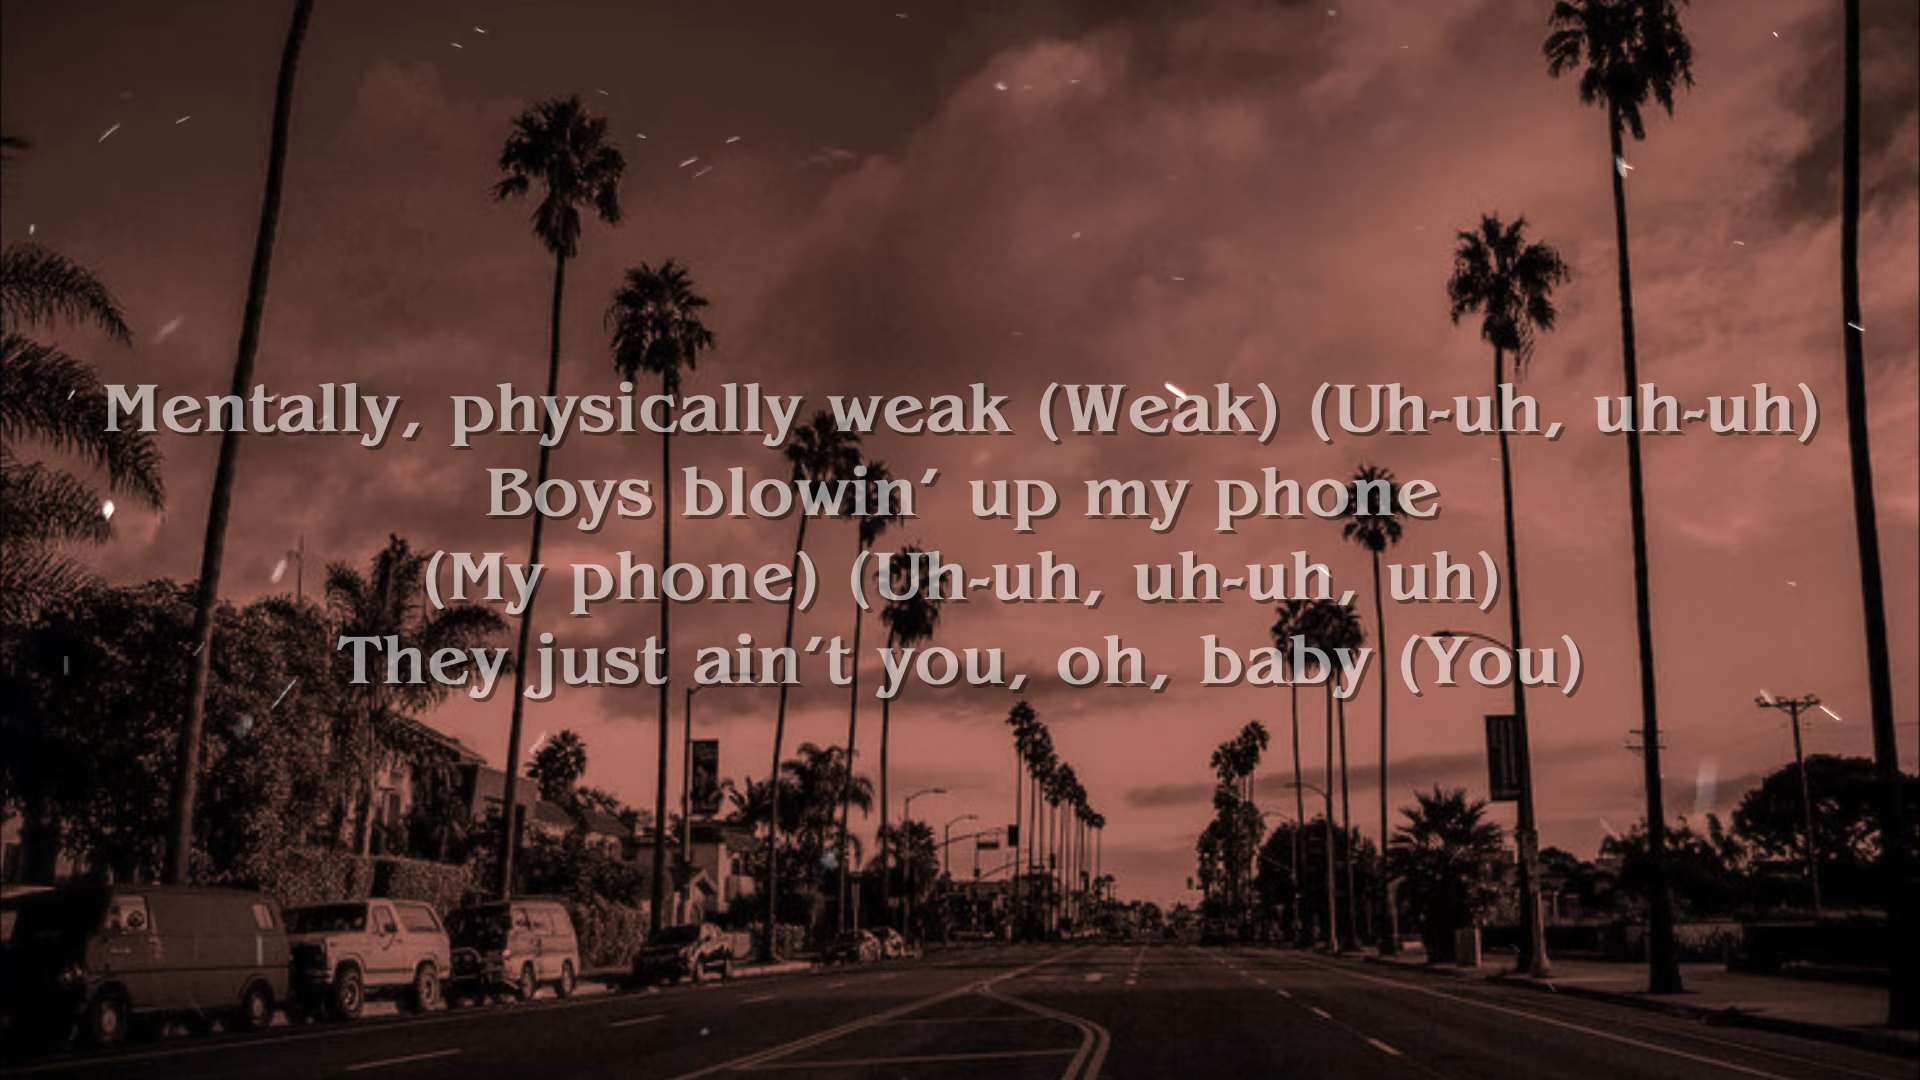 Mentally, physically weak (Weak) (Uh-uh, uh-uh)
Boys blowin’ up my phone
(My phone) (Uh-uh, uh-uh, uh)
They just ain’t you, oh, baby (You)